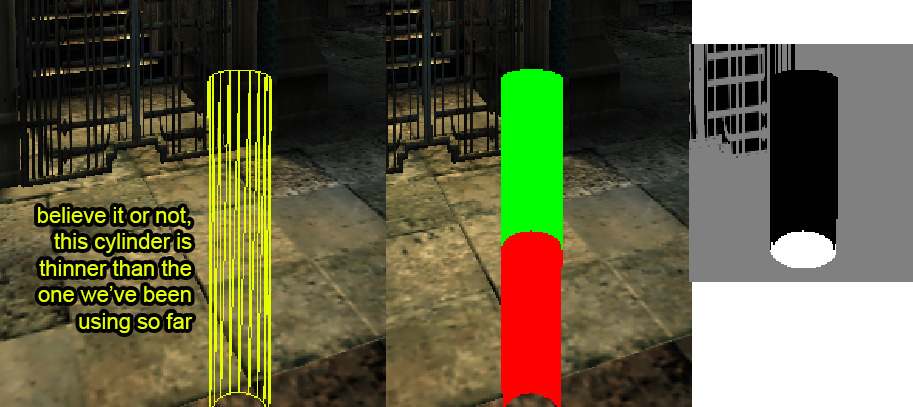 believe it or not,
this cylinder is
thinner than the
one we've been
using so far